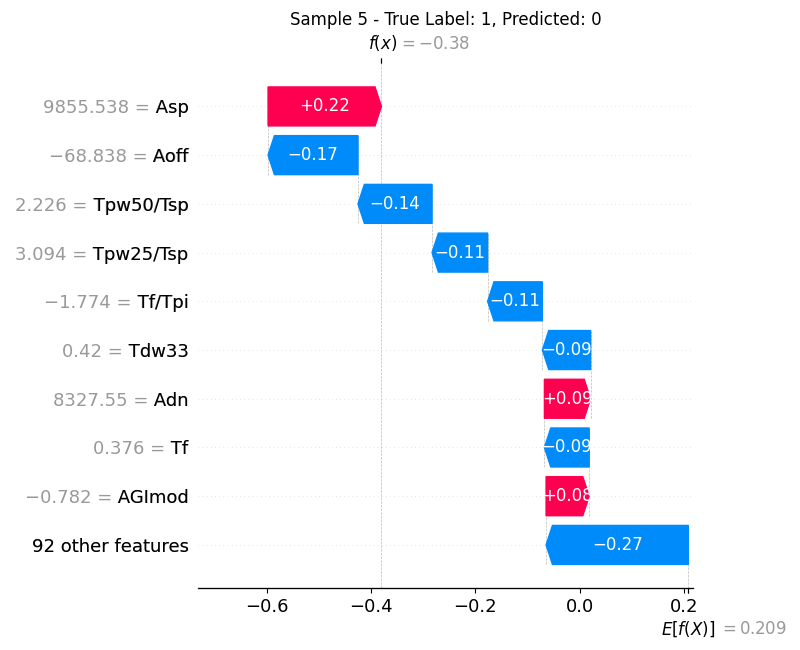 Sample 5 - True Label: 1, Predicted: 0
f(x) = −0.38
9855.538 = Asp +0.22
−68.838 = Aoff −0.17
2.226 = Tpw50/Tsp −0.14
3.094 = Tpw25/Tsp −0.11
−1.774 = Tf/Tpi −0.11
0.42 = Tdw33 −0.09
8327.55 = Adn +0.09
0.376 = Tf −0.09
−0.782 = AGImod +0.08
92 other features −0.27
−0.6 −0.4 −0.2 0.0 0.2
E[f(X)] = 0.209